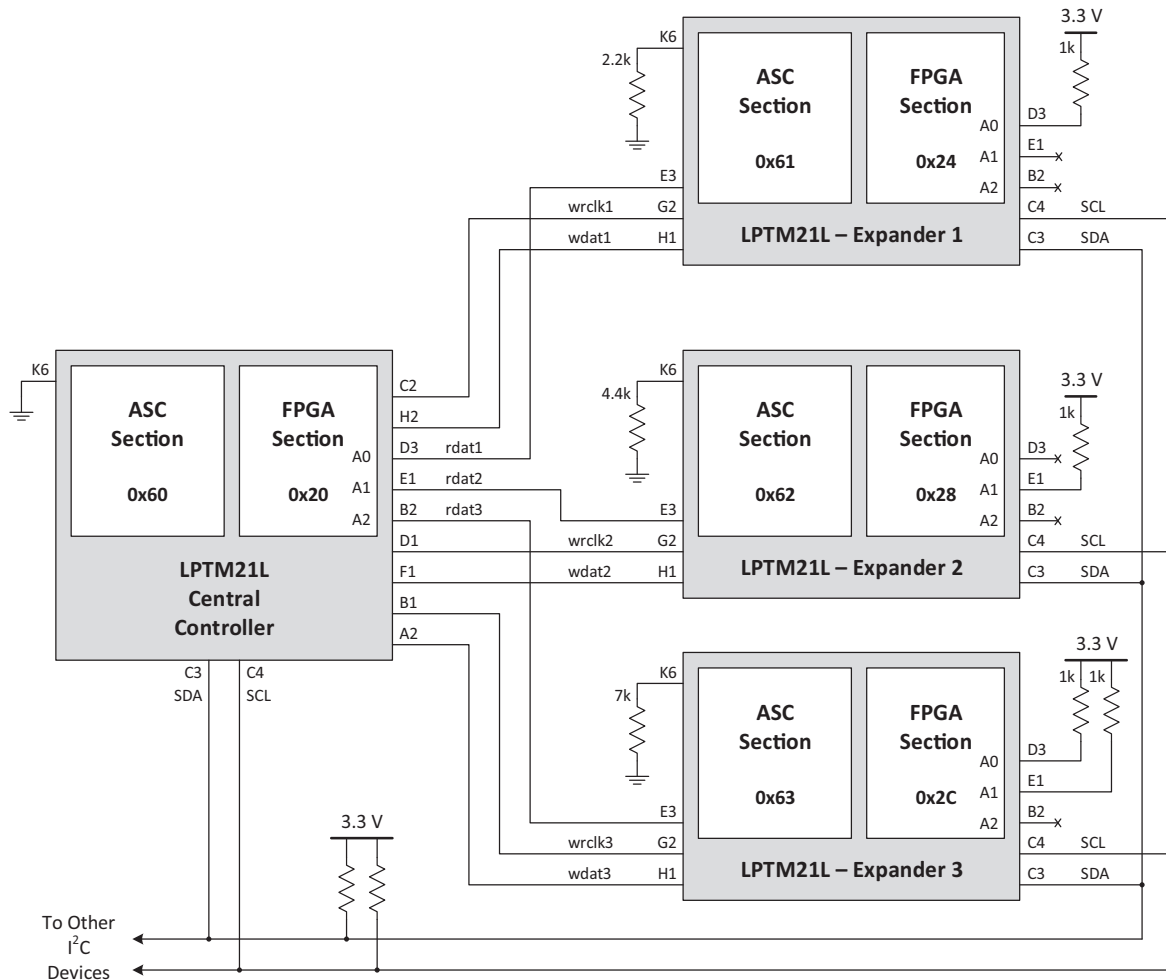 3.3 V
1k
K6
2.2k
ASC
Section
0x61
FPGA
Section
0x24
A0
A1
A2
D3
E1
B2
C4 SCL
C3 SDA
E3
wrclk1 G2
wdat1 H1
LPTM21L – Expander 1
K6
ASC
Section
0x60
FPGA
Section
0x20
A0
A1
A2
LPTM21L
Central
Controller
C2
H2
D3 rdat1
E1 rdat2
B2 rdat3
D1
F1
B1
A2
C3
SDA
C4
SCL
3.3 V
1k
K6
4.4k
ASC
Section
0x62
FPGA
Section
0x28
A0
A1
A2
D3
E1
B2
C4 SCL
C3 SDA
E3
wrclk2 G2
wdat2 H1
LPTM21L – Expander 2
3.3 V
1k 1k
K6
7k
ASC
Section
0x63
FPGA
Section
0x2C
A0
A1
A2
D3
E1
B2
C4 SCL
C3 SDA
E3
wrclk3 G2
wdat3 H1
LPTM21L – Expander 3
3.3 V
To Other
I²C
Devices